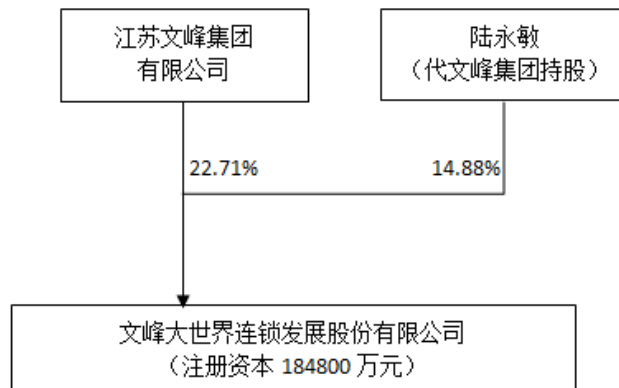 江苏文峰集团
有限公司
陆永敏
（代文峰集团持股）
22.71%
14.88%
文峰大世界连锁发展股份有限公司
（注册资本 184800 万元）